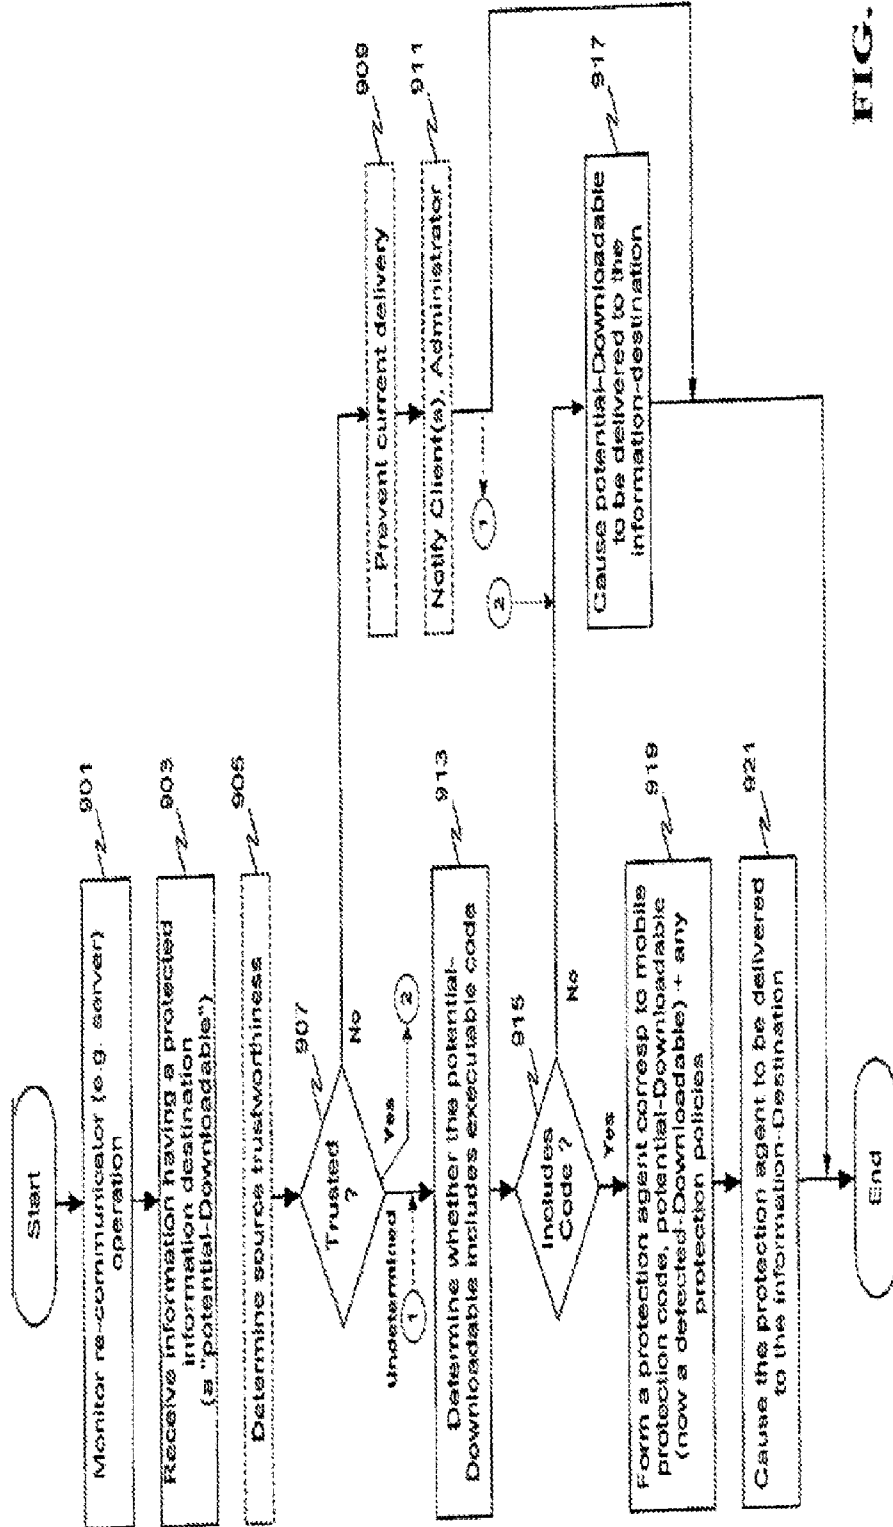 Start
901
Monitor re-communicator (e.g. server)
operation
903
Receive information having a protected
information destination
(a "potential-Downloadable")
905
Determine source trustworthiness
907
Trusted
?
No
Yes
2
Undetermined
1
909
Prevent current delivery
911
Notify Client(s), Administrator
1
913
Determine whether the potential-
Downloadable includes executable code
915
Includes
Code ?
No
Yes
2
917
Cause potential-Downloadable
to be delivered to the
information-destination
919
Form a protection agent corresp to mobile
protection code, potential-Downloadable
(now a detected-Downloadable) + any
protection policies
921
Cause the protection agent to be delivered
to the information-Destination
End
FIG.